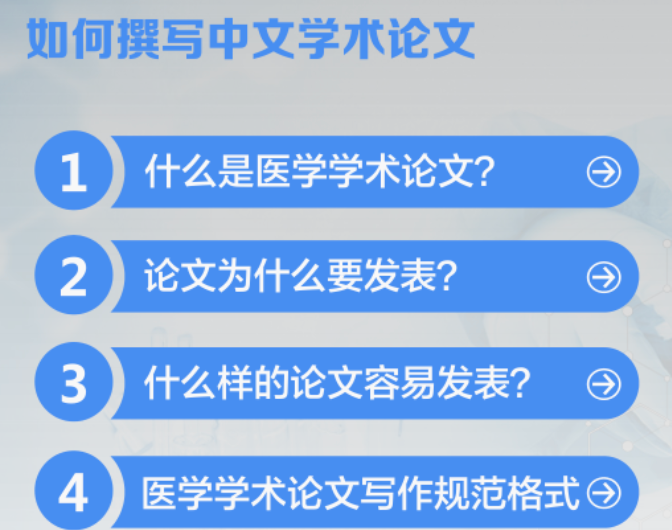 如何撰写中文学术论文
1 什么是医学学术论文?
2 论文为什么要发表?
3 什么样的论文容易发表?
4 医学学术论文写作规范格式